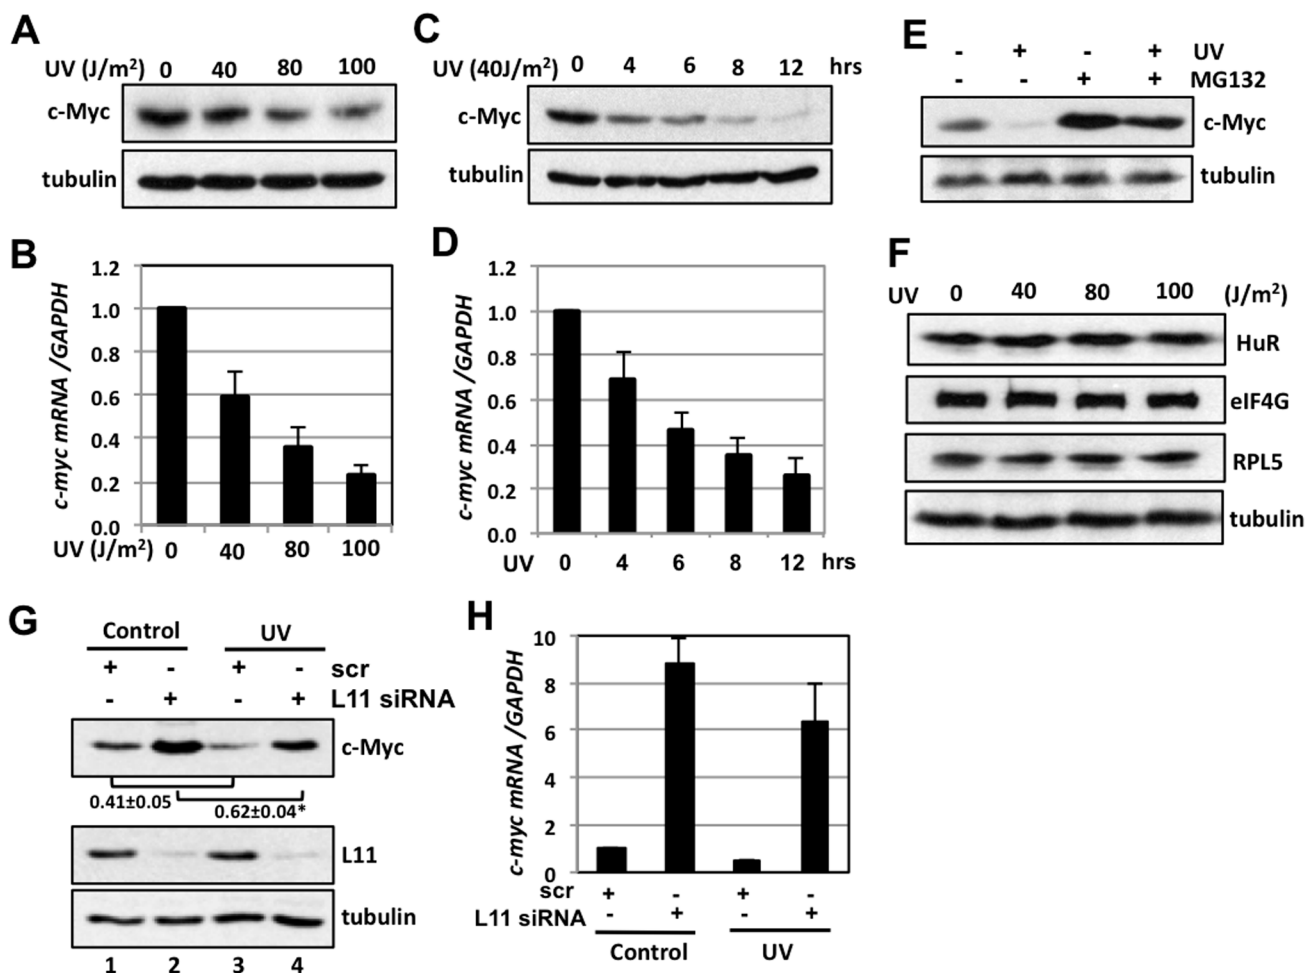 A
UV (J/m²) 0 40 80 100
c-Myc
tubulin
B
c-myc mRNA /GAPDH
1.2
1.0
0.8
0.6
0.4
0.2
0.0
UV (J/m²) 0 40 80 100
C
UV (40J/m²) 0 4 6 8 12 hrs
c-Myc
tubulin
D
c-myc mRNA /GAPDH
1.2
1.0
0.8
0.6
0.4
0.2
0.0
UV 0 4 6 8 12 hrs
E
- + - + UV
- - + + MG132
c-Myc
tubulin
F
UV 0 40 80 100 (J/m²)
HuR
eIF4G
RPL5
tubulin
G
Control UV
+ - + - scr
- + - + L11 siRNA
c-Myc
0.41±0.05
0.62±0.04*
L11
tubulin
1 2 3 4
H
c-myc mRNA /GAPDH
10
8
6
4
2
0
scr + - + -
L11 siRNA - + - +
Control UV